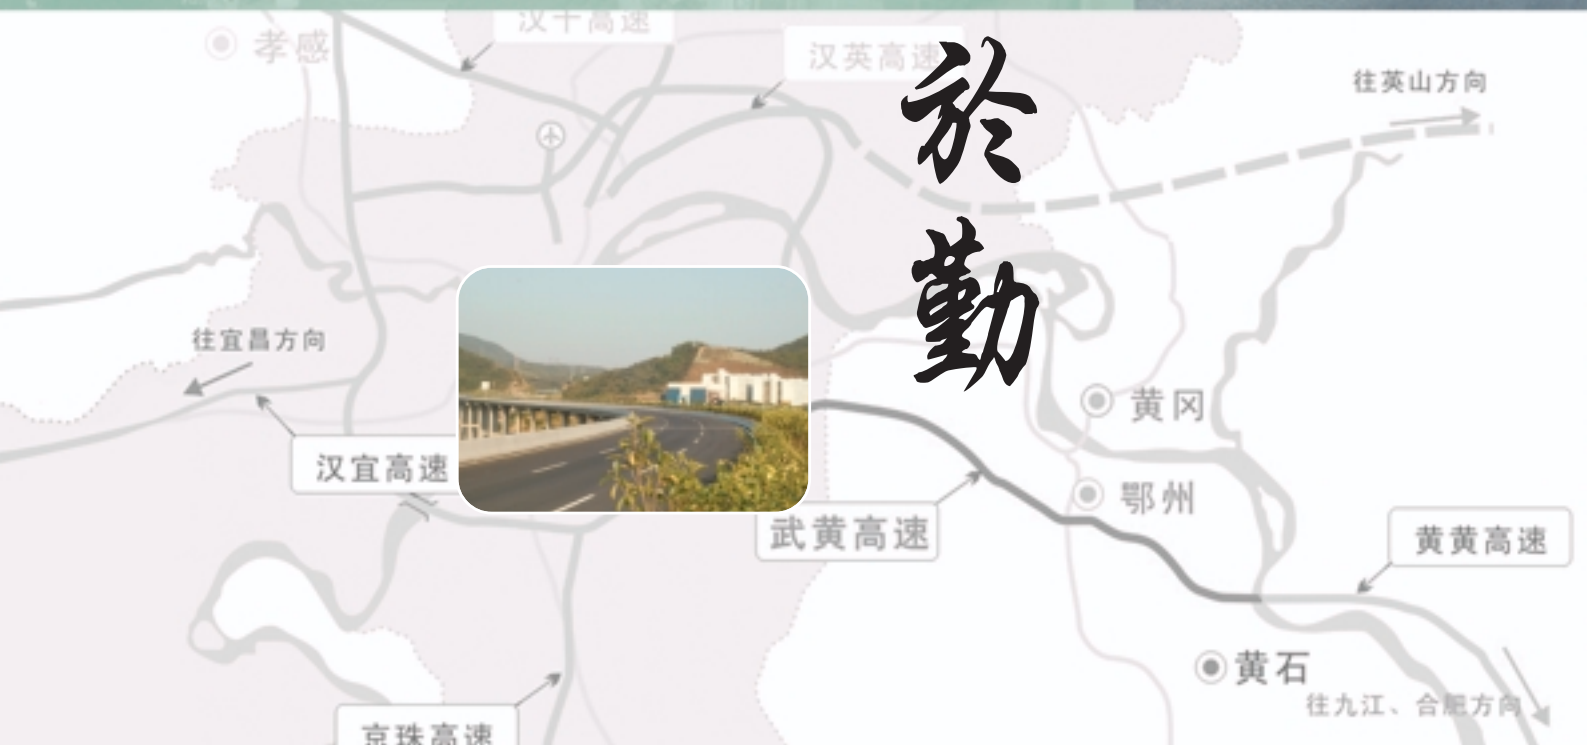 汉十高速
孝感
汉英高速
於
勤
往英山方向
往宜昌方向
汉宜高速
黄冈
鄂州
武黄高速
黄黄高速
黄石
往九江、合肥方向
京珠高速